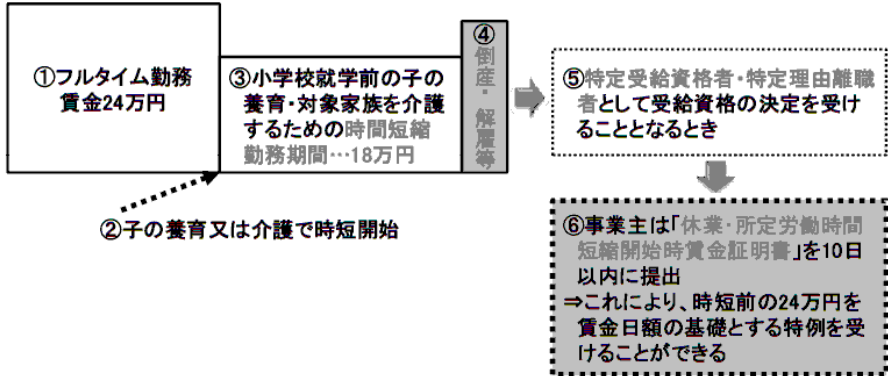 ①フルタイム勤務
賃金24万円
②子の養育又は介護で時短開始
③小学校就学前の子の
養育・対象家族を介護
するための時間短縮
勤務期間…18万円
④倒産・解雇等
⑤特定受給資格者・特定理由離職
者として受給資格の決定を受け
ることとなるとき
⑥事業主は「休業・所定労働時間
短縮開始時賃金証明書」を10日
以内に提出
⇒これにより、時短前の24万円を
賃金日額の基礎とする特例を受
けることができる